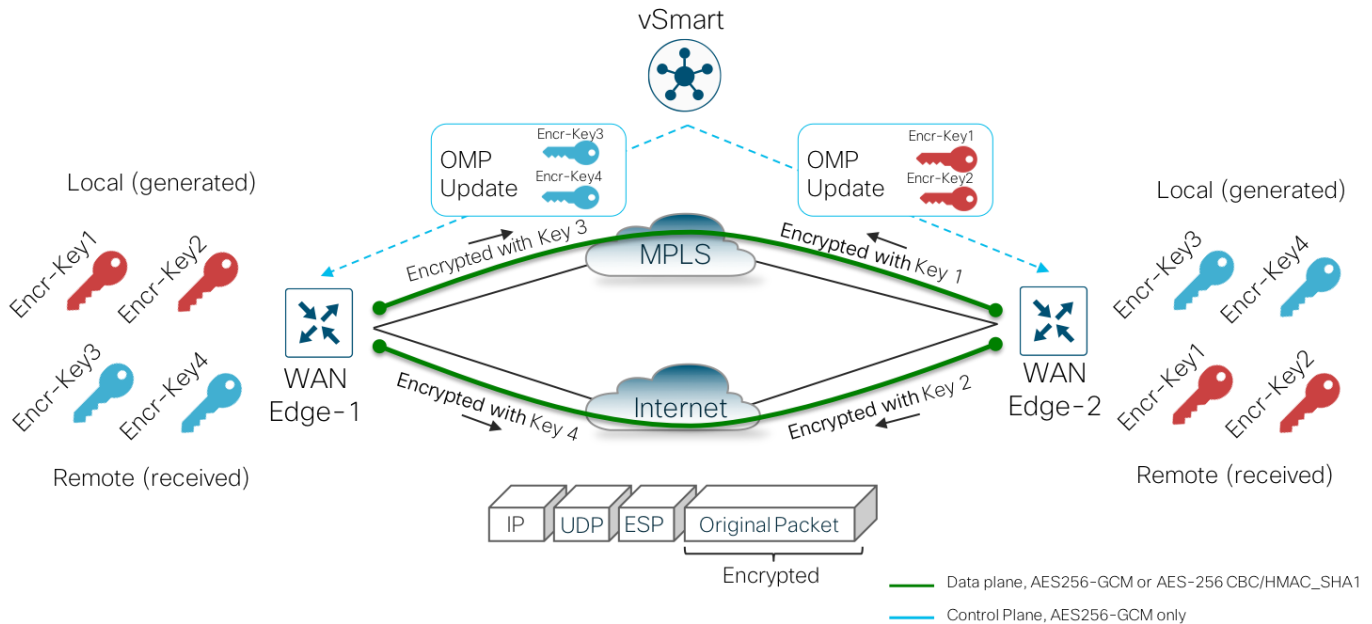 vSmart
OMP
Update
Encr-Key3
Encr-Key4
OMP
Update
Encr-Key1
Encr-Key2
Local (generated)
Encr-Key1
Encr-Key2
Encr-Key3
Encr-Key4
Remote (received)
WAN
Edge-1
Encrypted with Key 3
MPLS
Encrypted with Key 1
Encrypted with Key 4
Internet
Encrypted with Key 2
WAN
Edge-2
Local (generated)
Encr-Key3
Encr-Key4
Encr-Key1
Encr-Key2
Remote (received)
IP
UDP
ESP
Original Packet
Encrypted
Data plane, AES256-GCM or AES-256 CBC/HMAC_SHA1
Control Plane, AES256-GCM only